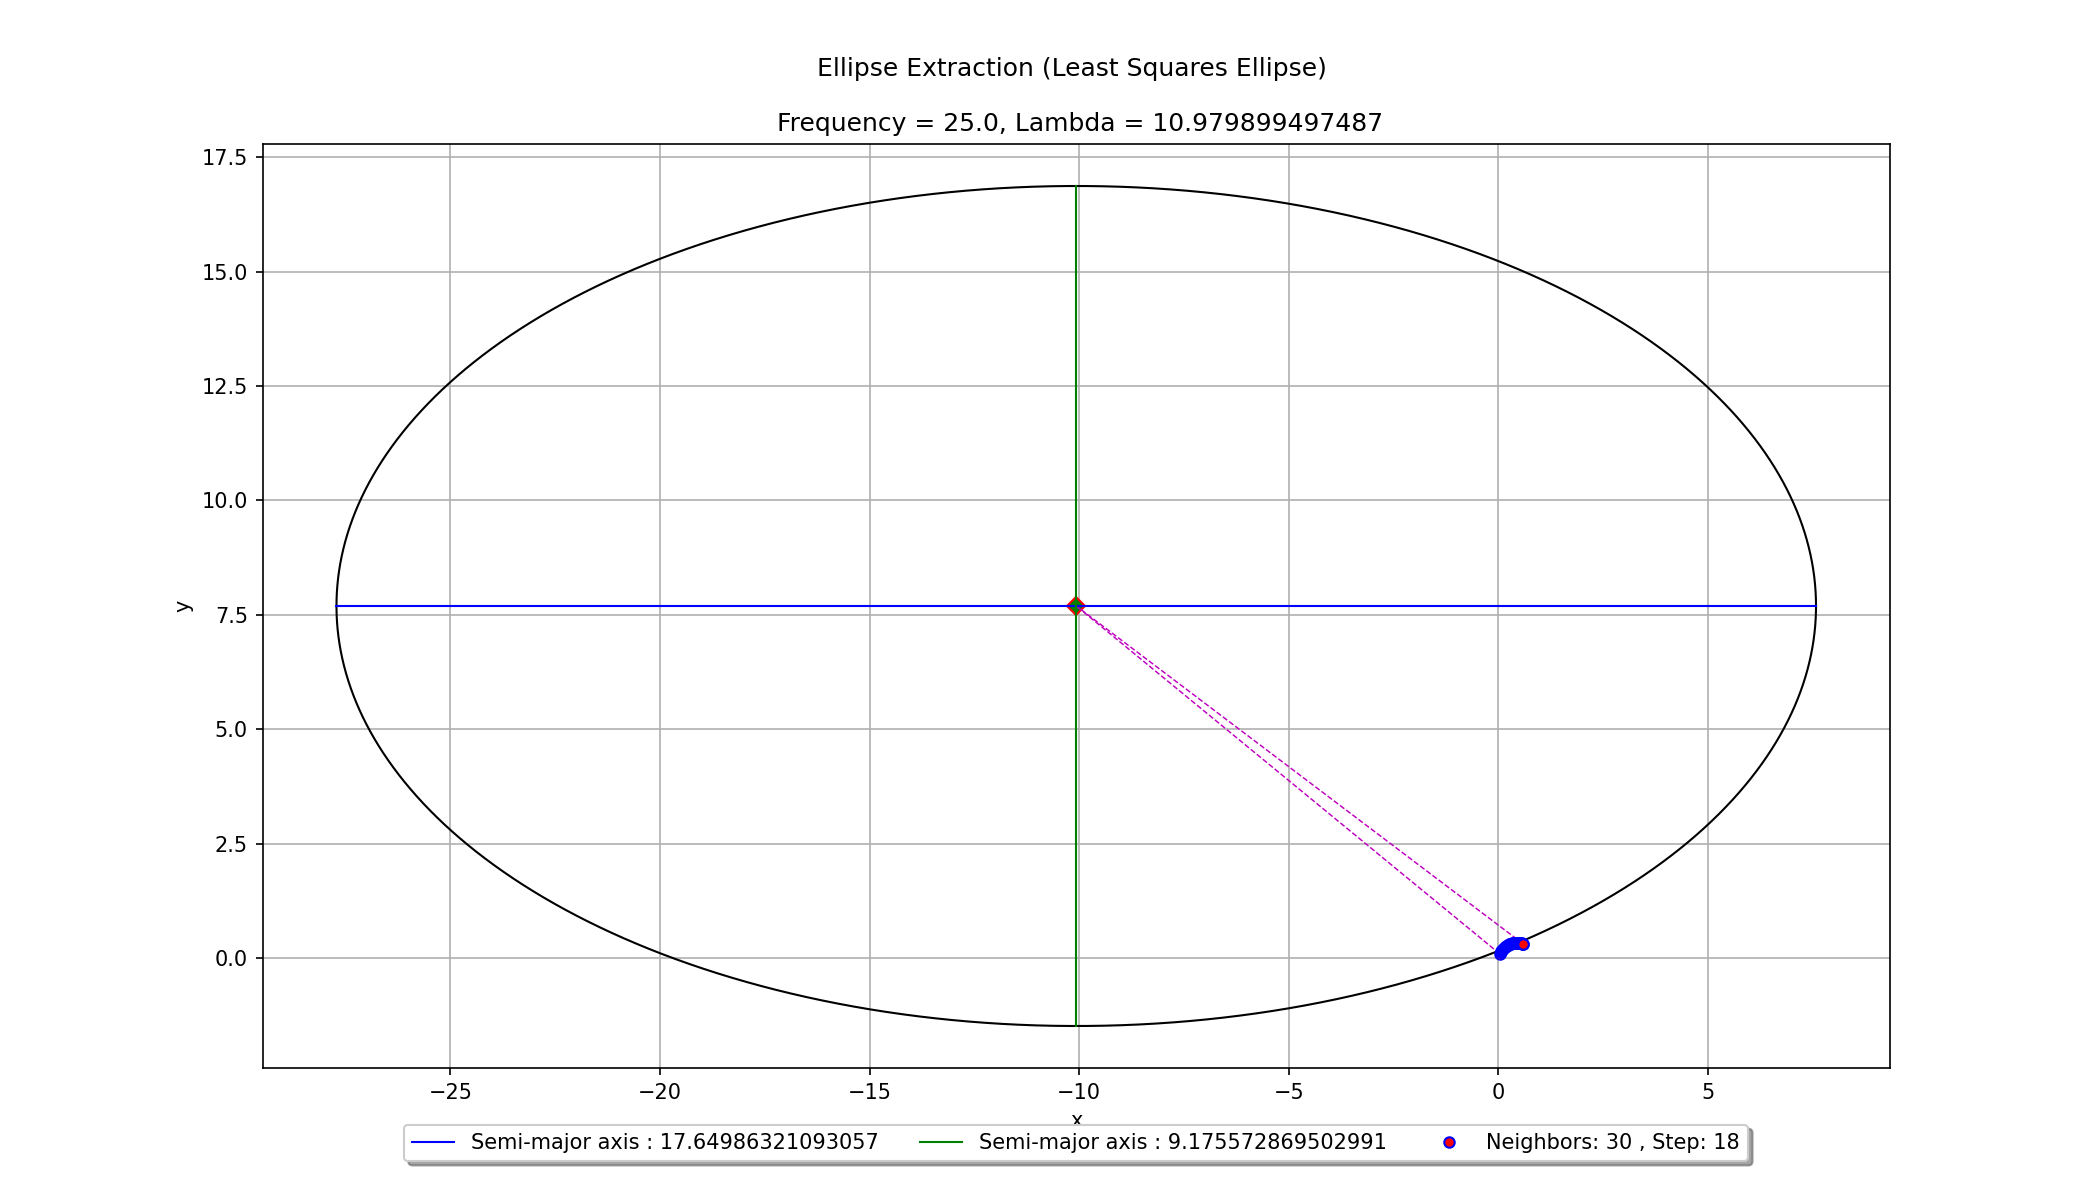 Ellipse Extraction (Least Squares Ellipse)
Frequency = 25.0, Lambda = 10.979899497487
17.5
15.0
12.5
10.0
7.5
5.0
2.5
0.0
y
−25
−20
−15
−10
−5
0
5
x
Semi-major axis : 17.64986321093057
Semi-major axis : 9.175572869502991
Neighbors: 30 , Step: 18